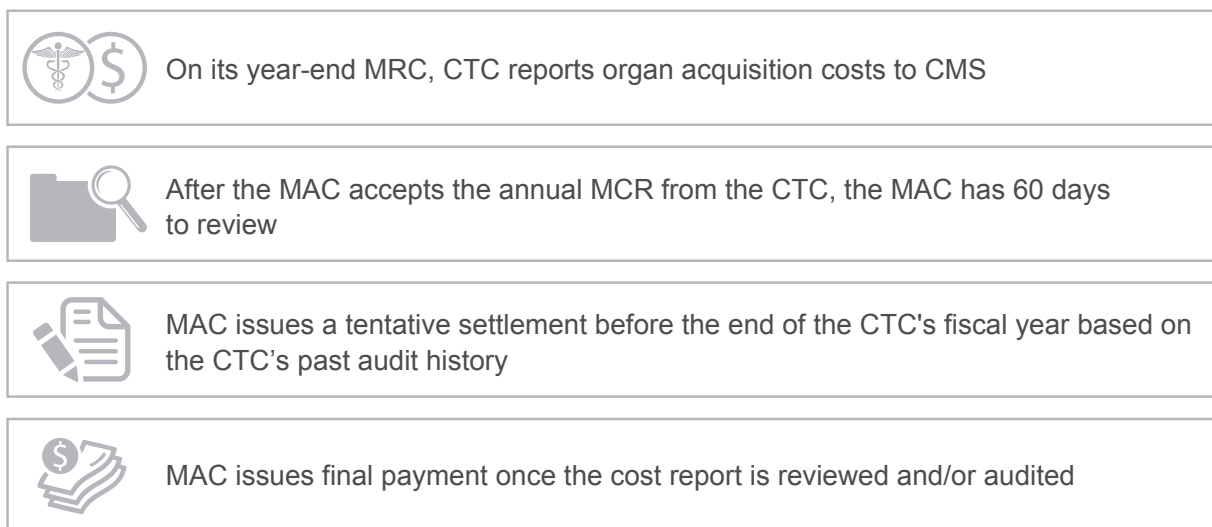 $
On its year-end MRC, CTC reports organ acquisition costs to CMS
After the MAC accepts the annual MCR from the CTC, the MAC has 60 days
to review
MAC issues a tentative settlement before the end of the CTC's fiscal year based on
the CTC’s past audit history
$
MAC issues final payment once the cost report is reviewed and/or audited